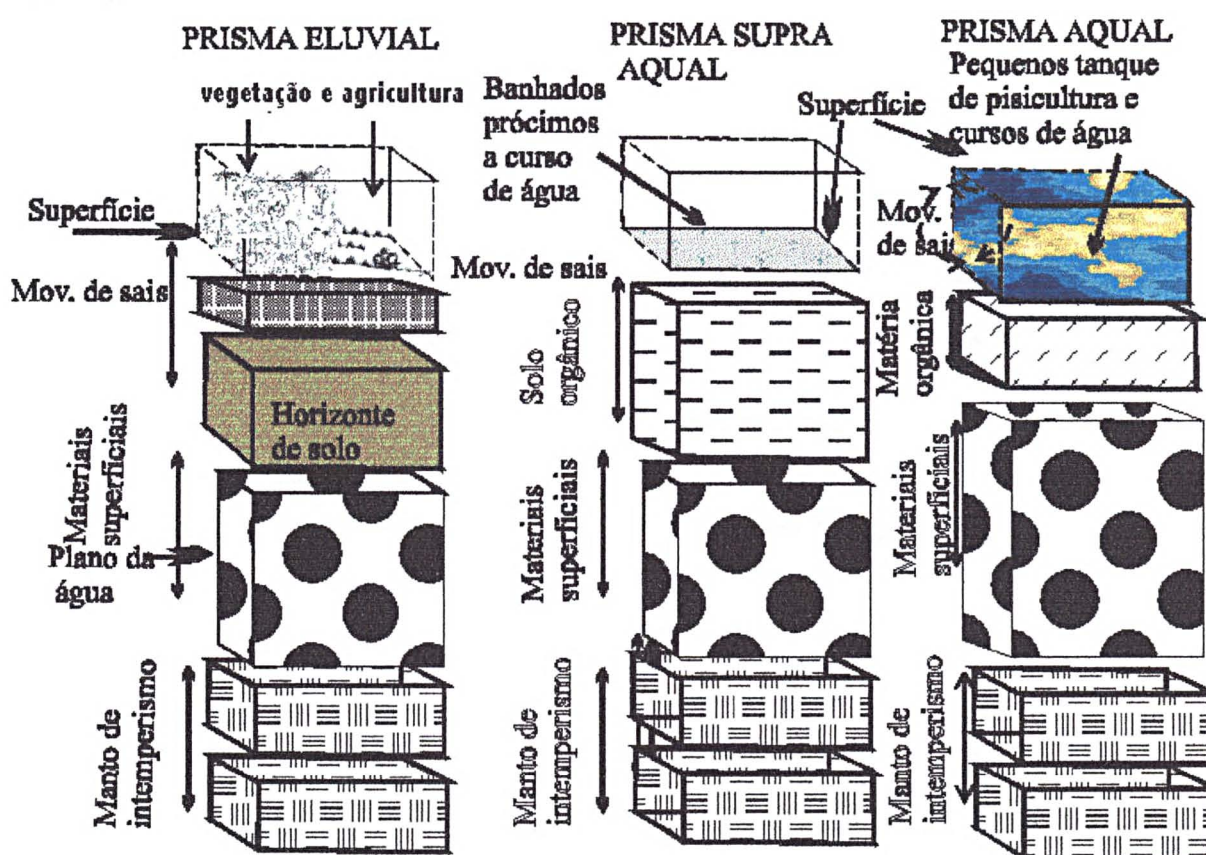 PRISMA ELUVIAL
vegetação e agricultura
Superfície
Mov. de sais
Horizonte
de solo
Materiais
superficiais
Plano da
água
Manto de
intemperismo
PRISMA SUPRA
AQUAL
Banhados
prócimos
a curso
de água
Superfície
Mov. de sais
Solo
orgânico
Materiais
superficiais
Manto de
intemperismo
PRISMA AQUAL
Pequenos tanque
de pisicultura e
cursos de água
Mov.
de sai
Matéria
orgânica
Materiais
superficiais
Manto de
intemperismo